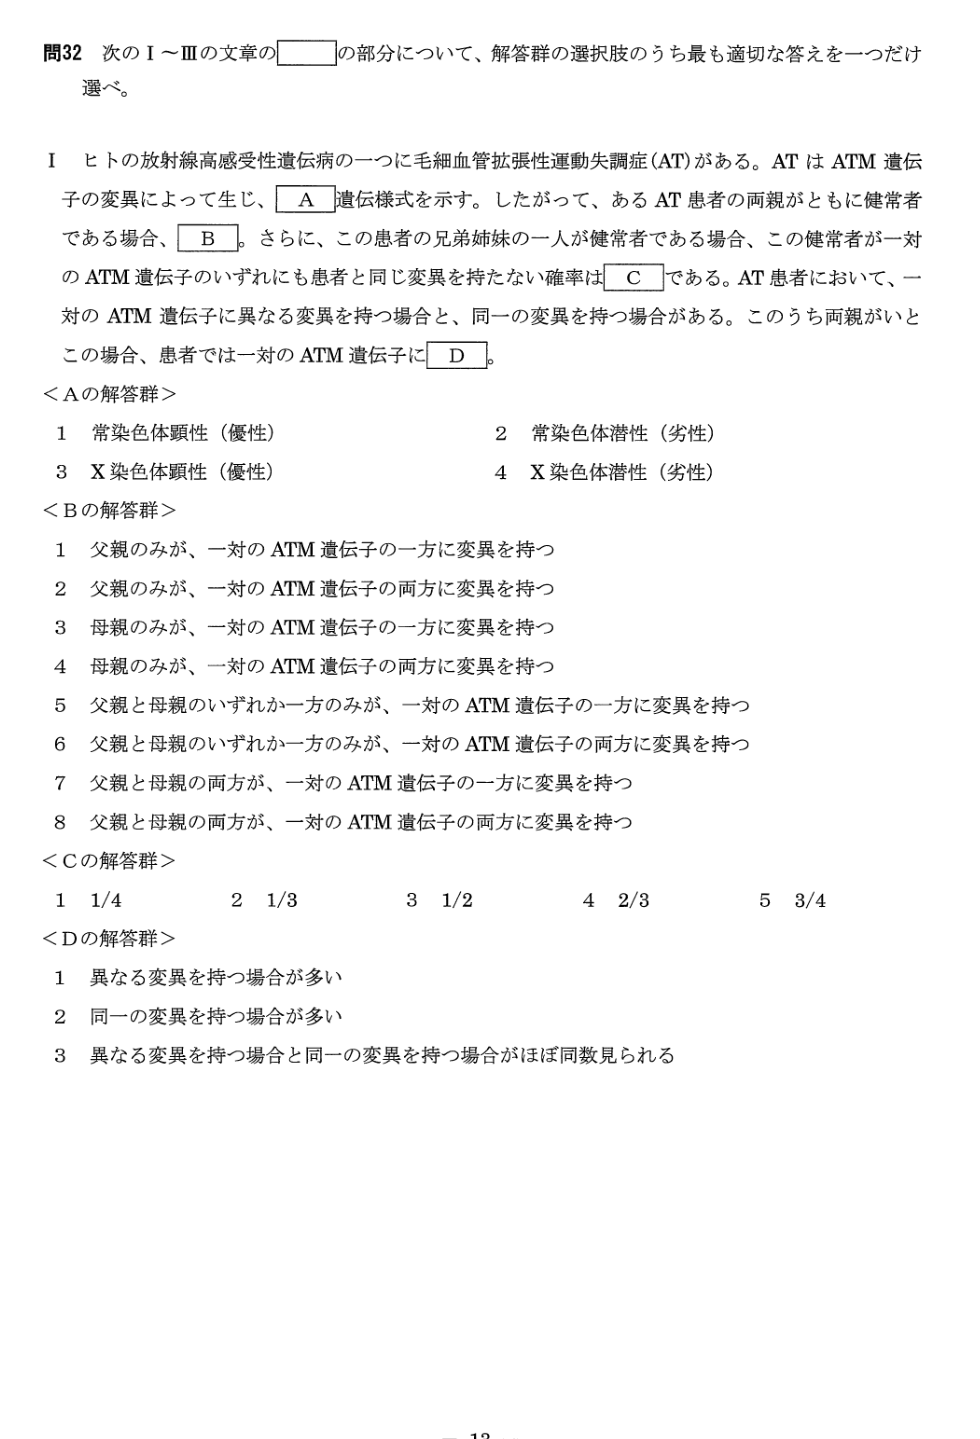 問32 次のⅠ～Ⅲの文章の の部分について、解答群の選択肢のうち最も適切な答えを一つだけ
選べ。
Ⅰ ヒトの放射線高感受性遺伝病の一つに毛細血管拡張性運動失調症(AT)がある。AT は ATM 遺伝
子の変異によって生じ、 A 遺伝様式を示す。したがって、ある AT 患者の両親がともに健常者
である場合、 B 。さらに、この患者の兄弟姉妹の一人が健常者である場合、この健常者が一対
の ATM 遺伝子のいずれにも患者と同じ変異を持たない確率は C である。AT 患者において、一
対の ATM 遺伝子に異なる変異を持つ場合と、同一の変異を持つ場合がある。このうち両親がいと
この場合、患者では一対の ATM 遺伝子に D 。
＜Aの解答群＞
1 常染色体顕性（優性） 2 常染色体潜性（劣性）
3 X 染色体顕性（優性） 4 X 染色体潜性（劣性）
＜Bの解答群＞
1 父親のみが、一対の ATM 遺伝子の一方に変異を持つ
2 父親のみが、一対の ATM 遺伝子の両方に変異を持つ
3 母親のみが、一対の ATM 遺伝子の一方に変異を持つ
4 母親のみが、一対の ATM 遺伝子の両方に変異を持つ
5 父親と母親のいずれか一方のみが、一対の ATM 遺伝子の一方に変異を持つ
6 父親と母親のいずれか一方のみが、一対の ATM 遺伝子の両方に変異を持つ
7 父親と母親の両方が、一対の ATM 遺伝子の一方に変異を持つ
8 父親と母親の両方が、一対の ATM 遺伝子の両方に変異を持つ
＜Cの解答群＞
1 1/4 2 1/3 3 1/2 4 2/3 5 3/4
＜Dの解答群＞
1 異なる変異を持つ場合が多い
2 同一の変異を持つ場合が多い
3 異なる変異を持つ場合と同一の変異を持つ場合がほぼ同数見られる